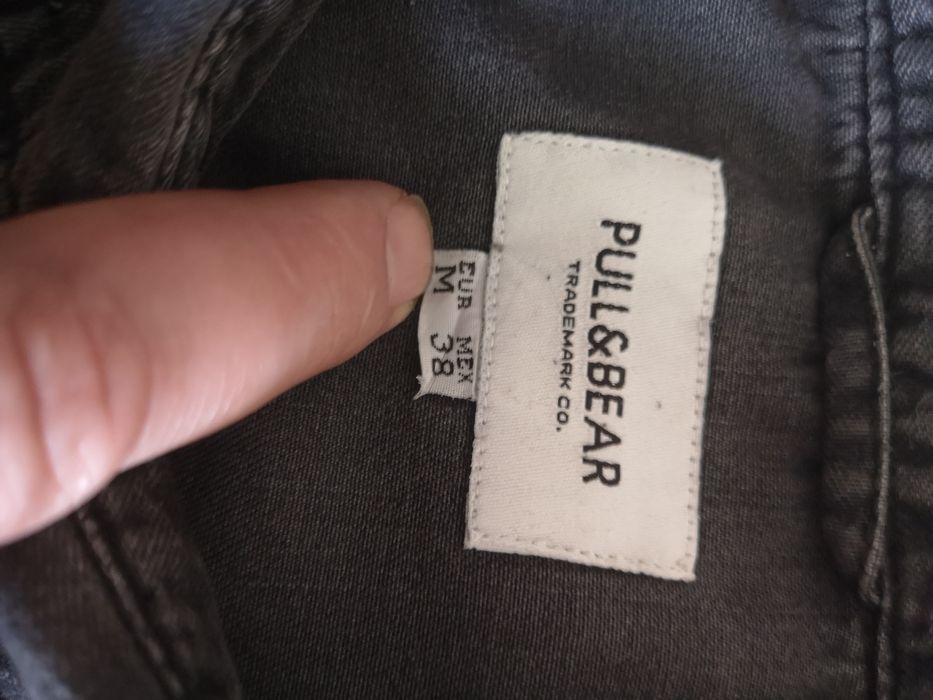 PULL&BEAR
TRADEMARK CO.
EUR MEX
M 38